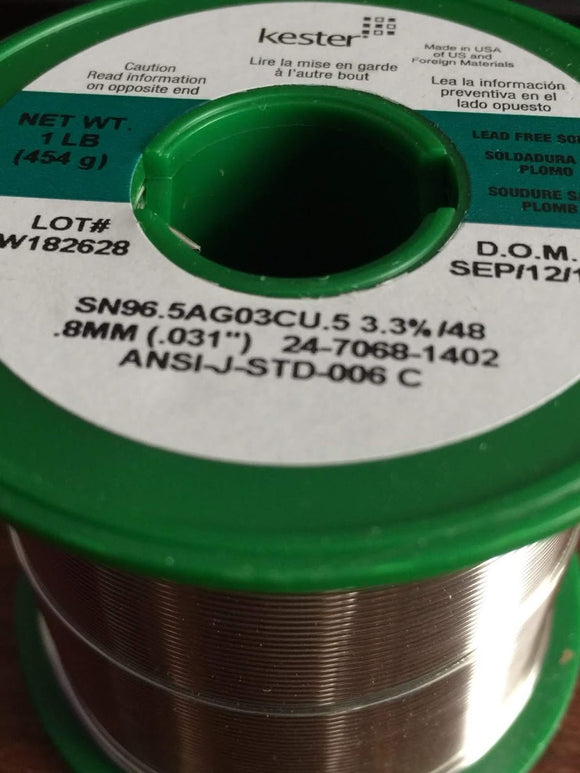 kester
Made in USA
of US and
Foreign Materials
Caution
Read information
on opposite end
Lire la mise en garde
à l'autre bout
Lea la información
preventiva en el
lado opuesto
NET WT.
1 LB
(454 g)
LEAD FREE
SOLDADURA
PLOMO
SOUDURE
LOT#
W182628
D.O.M.
SEP/12/
SN96.5AG03CU.5 3.3% /48
.8MM (.031") 24-7068-1402
ANSI-J-STD-006 C